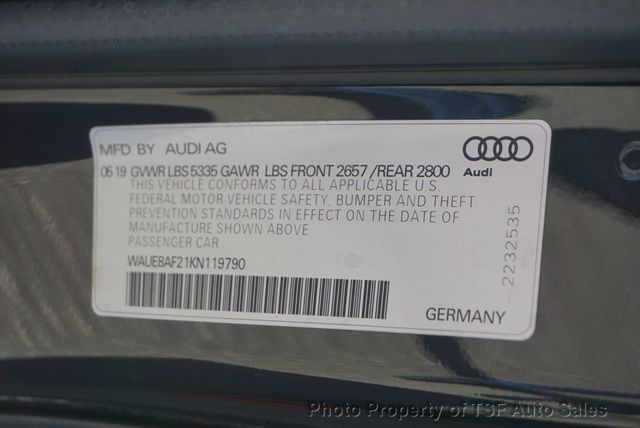 MFD. BY AUDI AG
Audi
06 19 GVWR LBS 5335 GAWR LBS FRONT 2657 /REAR 2800
THIS VEHICLE CONFORMS TO ALL APPLICABLE U.S
FEDERAL MOTOR VEHICLE SAFETY, BUMPER AND THEFT
PREVENTION STANDARDS IN EFFECT ON THE DATE OF
MANUFACTURE SHOWN ABOVE
PASSENGER CAR
WAUE8AF21KN119790
2232535
GERMANY
Photo Property of TSF Auto Sales